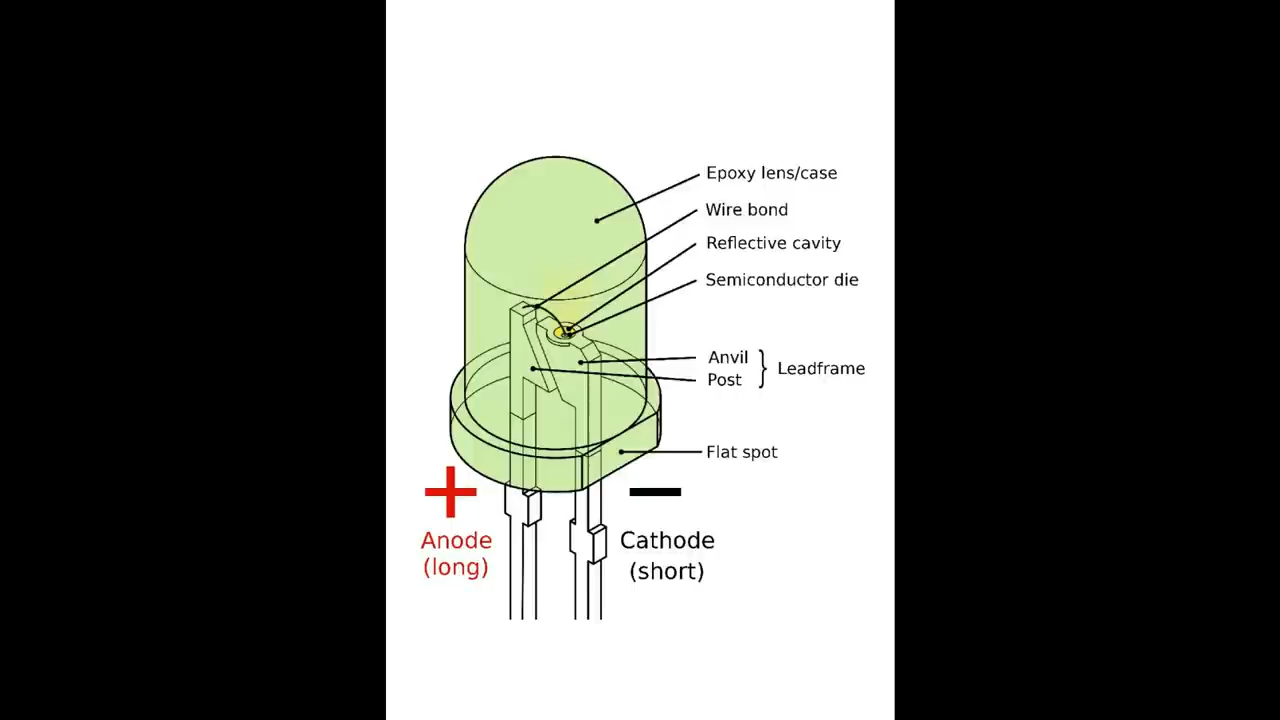 Epoxy lens/case
Wire bond
Reflective cavity
Semiconductor die
Anvil
Post
Leadframe
Flat spot
Anode
(long)
Cathode
(short)